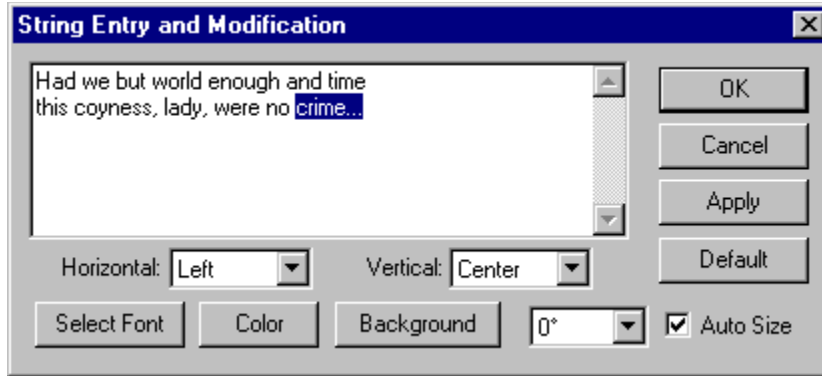 String Entry and Modification
Had we but world enough and time
this coyness, lady, were no crime...
OK
Cancel
Apply
Default
Horizontal: Left Vertical: Center
Select Font Color Background 0° Auto Size